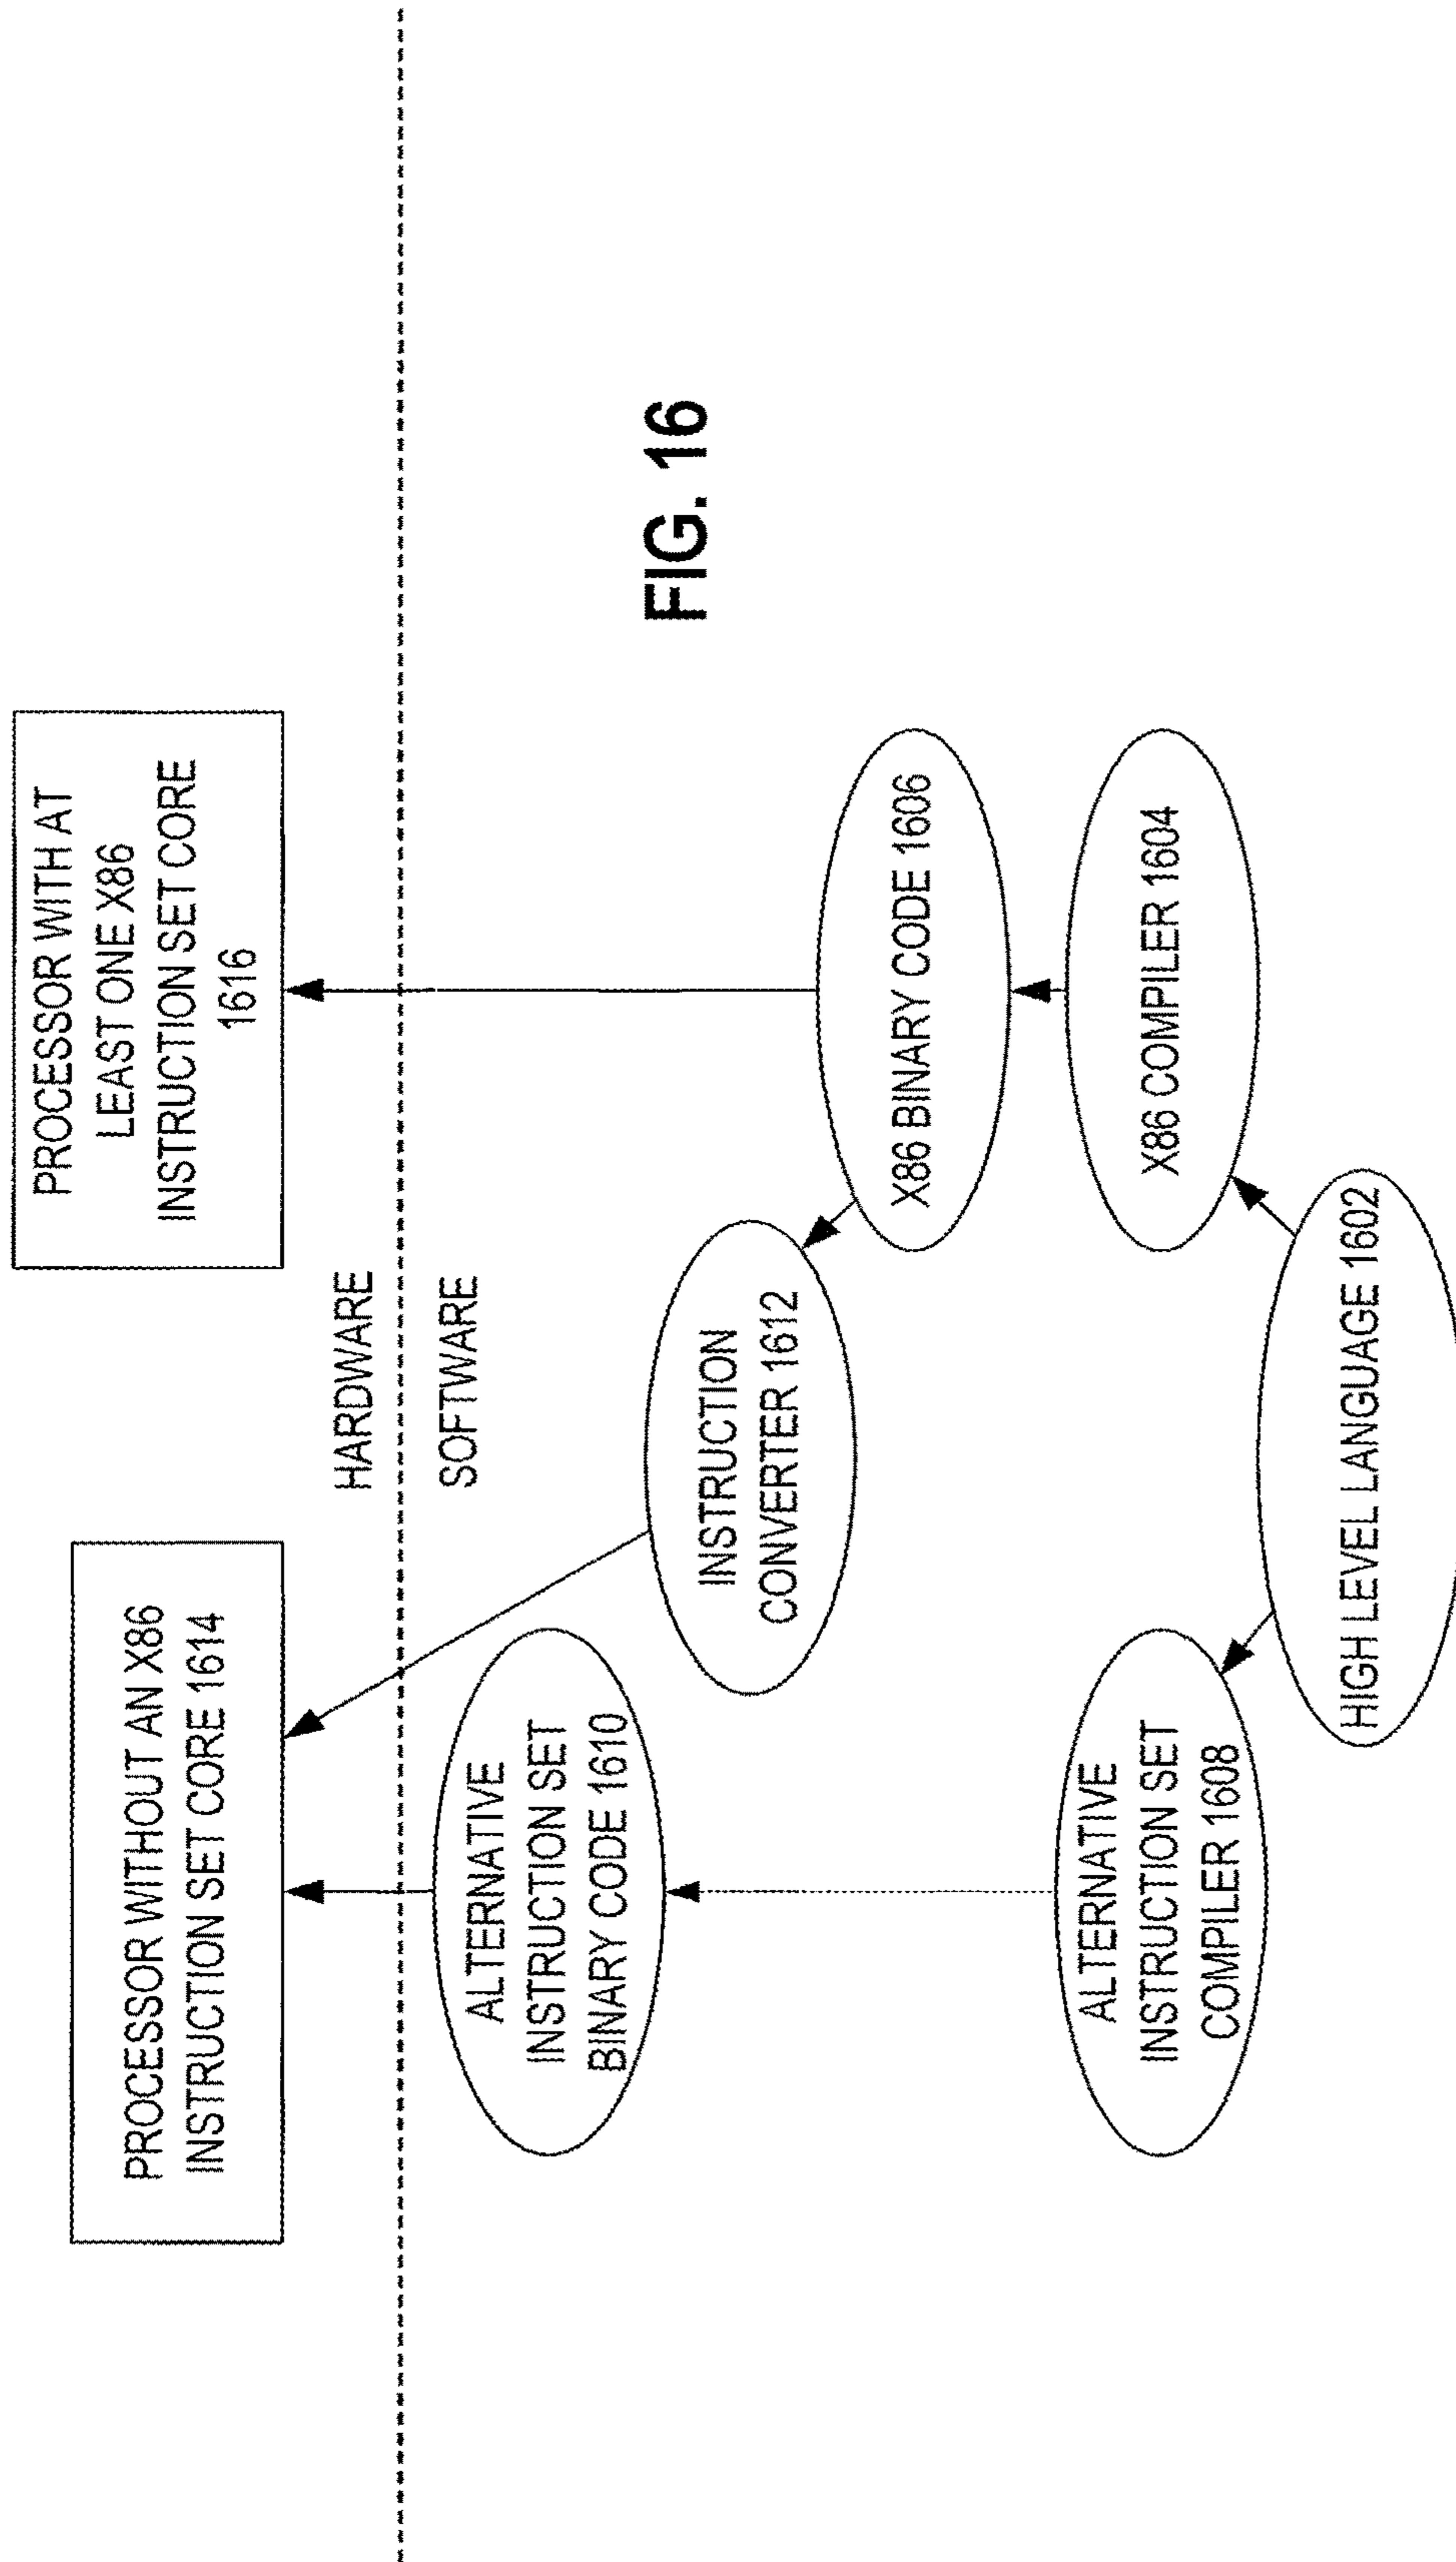 PROCESSOR WITHOUT AN X86
INSTRUCTION SET CORE 1614
PROCESSOR WITH AT
LEAST ONE X86
INSTRUCTION SET CORE
1616
HARDWARE
SOFTWARE
ALTERNATIVE
INSTRUCTION SET
BINARY CODE 1610
INSTRUCTION
CONVERTER 1612
FIG. 16
X86 BINARY CODE 1606
ALTERNATIVE
INSTRUCTION SET
COMPILER 1608
X86 COMPILER 1604
HIGH LEVEL LANGUAGE 1602